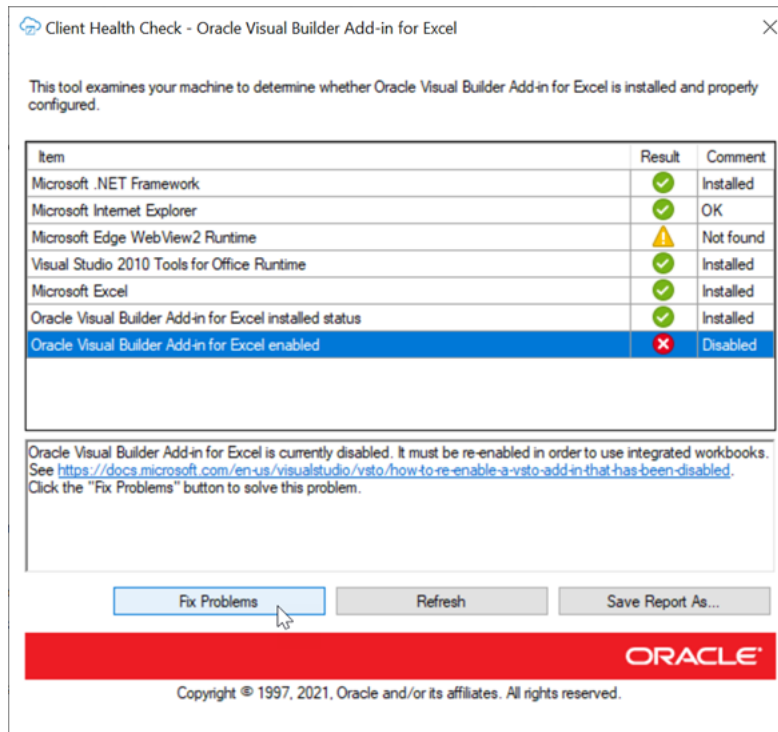 Client Health Check - Oracle Visual Builder Add-in for Excel
This tool examines your machine to determine whether Oracle Visual Builder Add-in for Excel is installed and properly
configured.
Item Result Comment
Microsoft .NET Framework Installed
Microsoft Internet Explorer OK
Microsoft Edge WebView2 Runtime Not found
Visual Studio 2010 Tools for Office Runtime Installed
Microsoft Excel Installed
Oracle Visual Builder Add-in for Excel installed status Installed
Oracle Visual Builder Add-in for Excel enabled Disabled
Oracle Visual Builder Add-in for Excel is currently disabled. It must be re-enabled in order to use integrated workbooks.
See https://docs.microsoft.com/en-us/visualstudio/vsto/how-to-re-enable-a-vsto-add-in-that-has-been-disabled.
Click the "Fix Problems" button to solve this problem.
Fix Problems Refresh Save Report As...
ORACLE
Copyright © 1997, 2021, Oracle and/or its affiliates. All rights reserved.